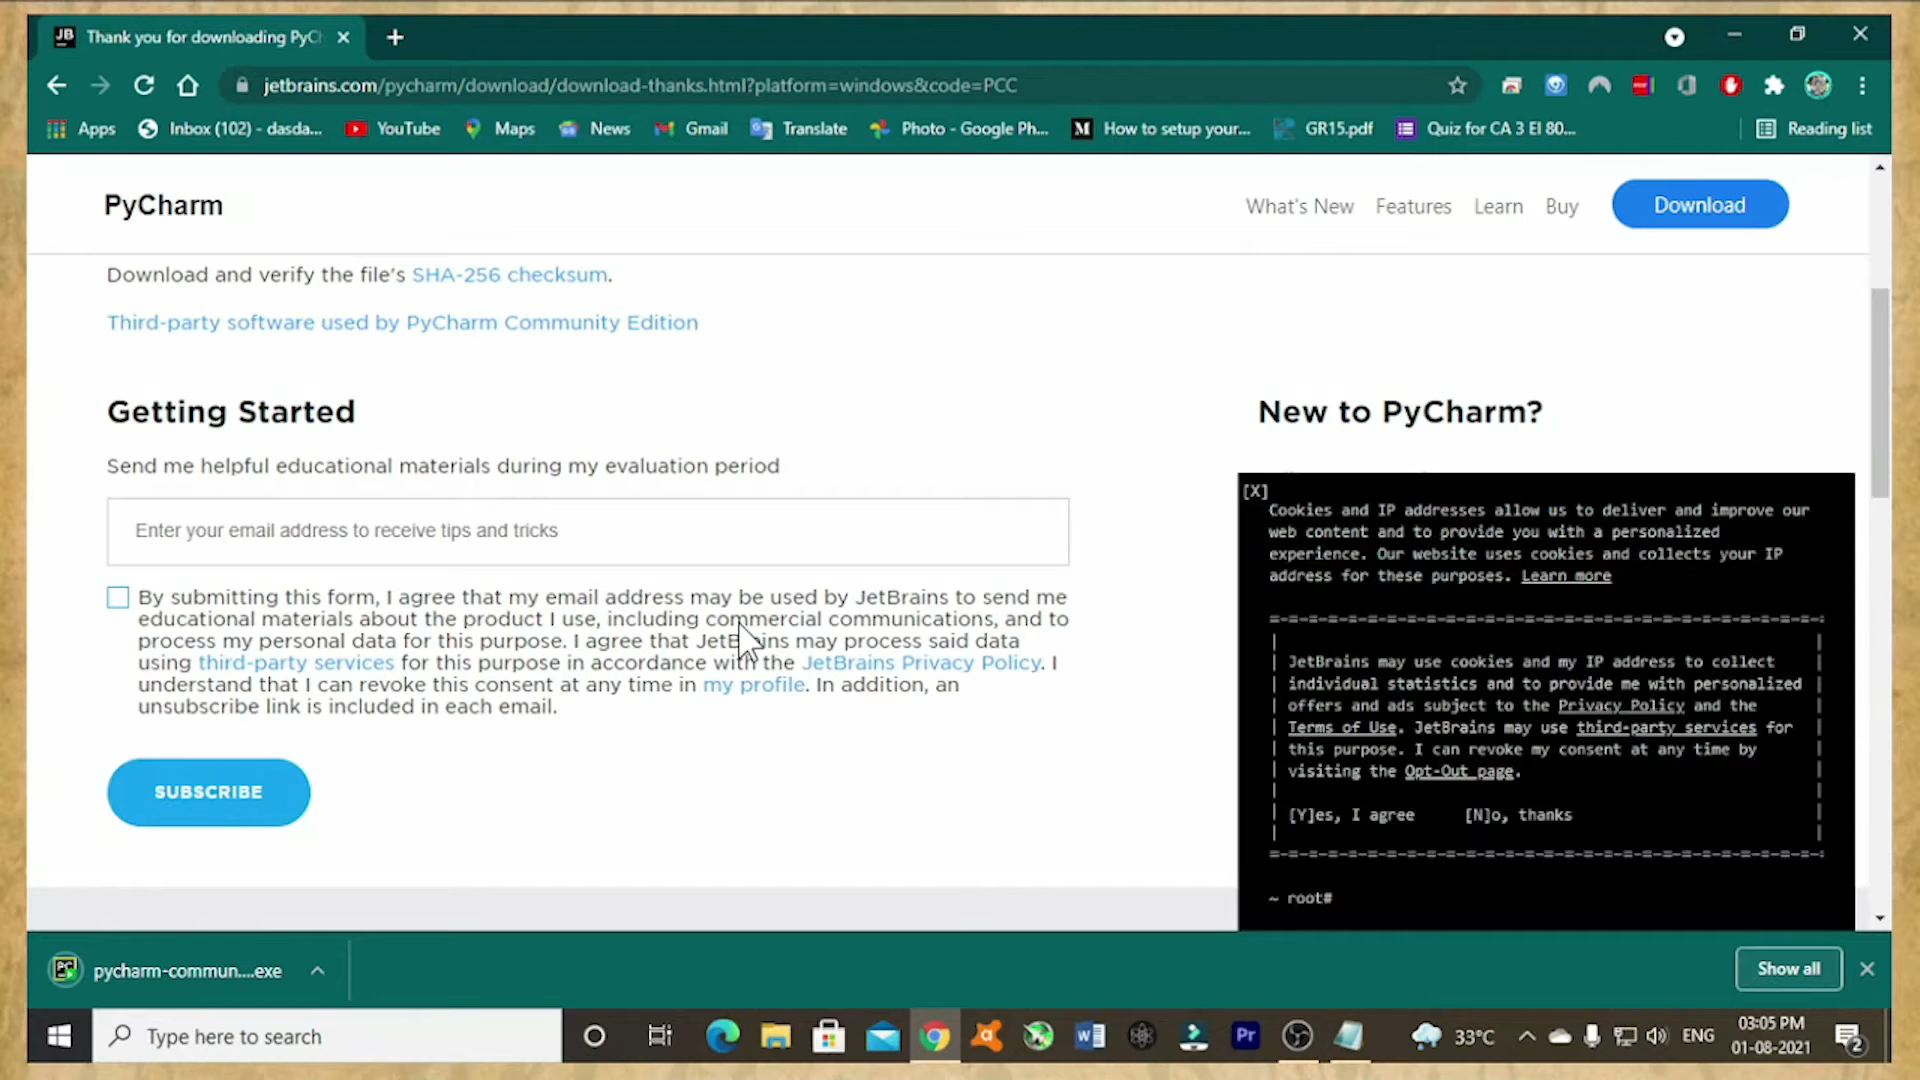 JB Thank you for downloading PyCh
jetbrains.com/pycharm/download/download-thanks.html?platform=windows&code=PCC
Apps Inbox (102) - dasda... YouTube Maps News Gmail Translate Photo - Google Ph... M How to setup your... GR15.pdf Quiz for CA 3 EI 80... Reading list
PyCharm
What's New Features Learn Buy Download
Download and verify the file's SHA-256 checksum.
Third-party software used by PyCharm Community Edition
Getting Started
Send me helpful educational materials during my evaluation period
Enter your email address to receive tips and tricks
By submitting this form, I agree that my email address may be used by JetBrains to send me
educational materials about the product I use, including commercial communications, and to
process my personal data for this purpose. I agree that JetBrains may process said data
using third-party services for this purpose in accordance with the JetBrains Privacy Policy. I
understand that I can revoke this consent at any time in my profile. In addition, an
unsubscribe link is included in each email.
SUBSCRIBE
New to PyCharm?
[X]
Cookies and IP addresses allow us to deliver and improve our
web content and to provide you with a personalized
experience. Our website uses cookies and collects your IP
address for these purposes. Learn more
JetBrains may use cookies and my IP address to collect
individual statistics and to provide me with personalized
offers and ads subject to the Privacy Policy and the
Terms of Use. JetBrains may use third-party services for
this purpose. I can revoke my consent at any time by
visiting the Opt-Out page.
[Y]es, I agree [N]o, thanks
~ root#
PC pycharm-commun....exe
Show all
Type here to search
W Pr 33°C ENG 03:05 PM
01-08-2021 2